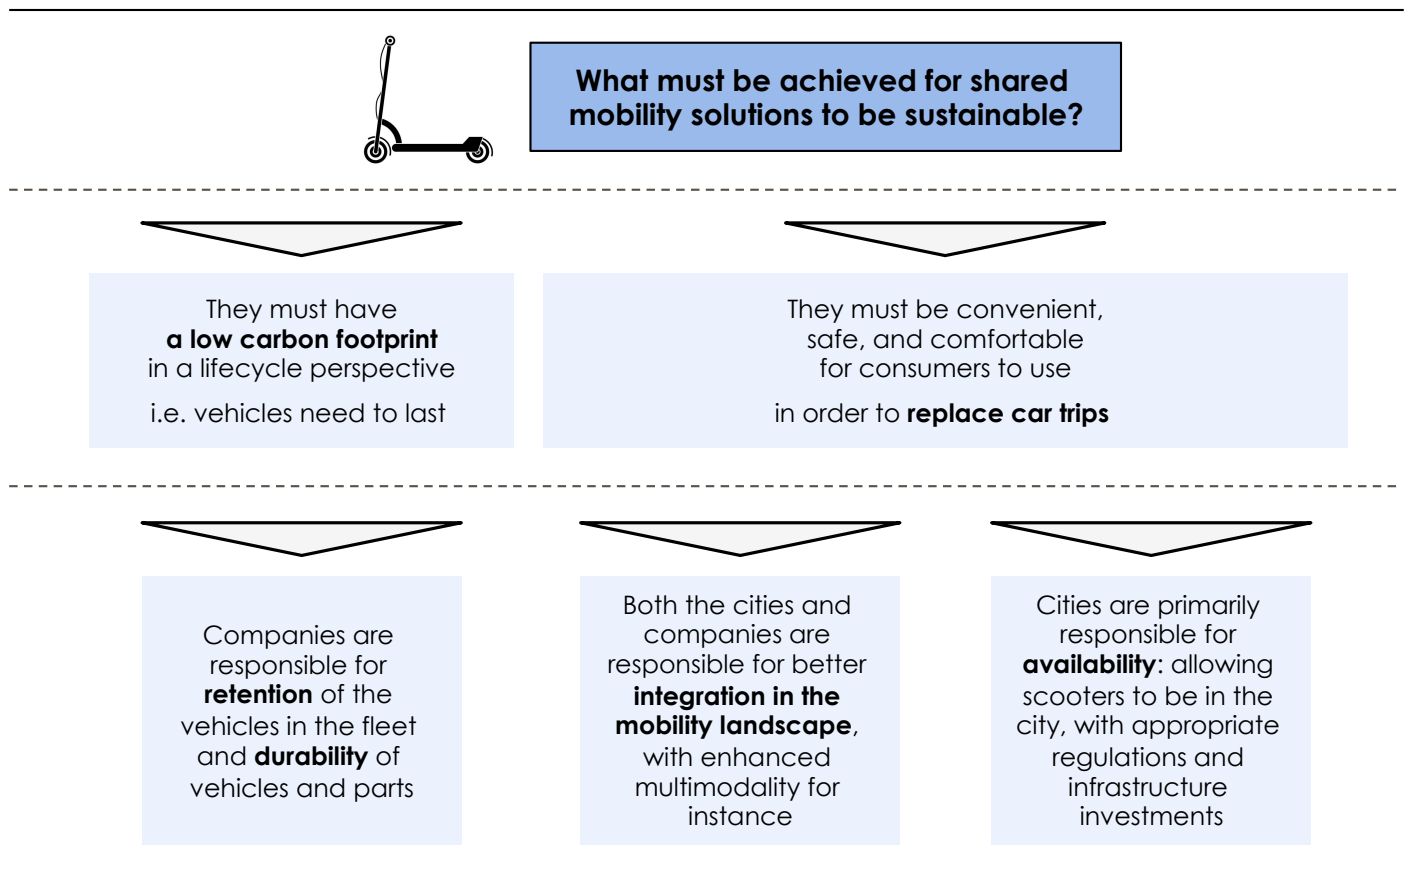 What must be achieved for shared
mobility solutions to be sustainable?
They must have
a low carbon footprint
in a lifecycle perspective
i.e. vehicles need to last
They must be convenient,
safe, and comfortable
for consumers to use
in order to replace car trips
Companies are
responsible for
retention of the
vehicles in the fleet
and durability of
vehicles and parts
Both the cities and
companies are
responsible for better
integration in the
mobility landscape,
with enhanced
multimodality for
instance
Cities are primarily
responsible for
availability: allowing
scooters to be in the
city, with appropriate
regulations and
infrastructure
investments